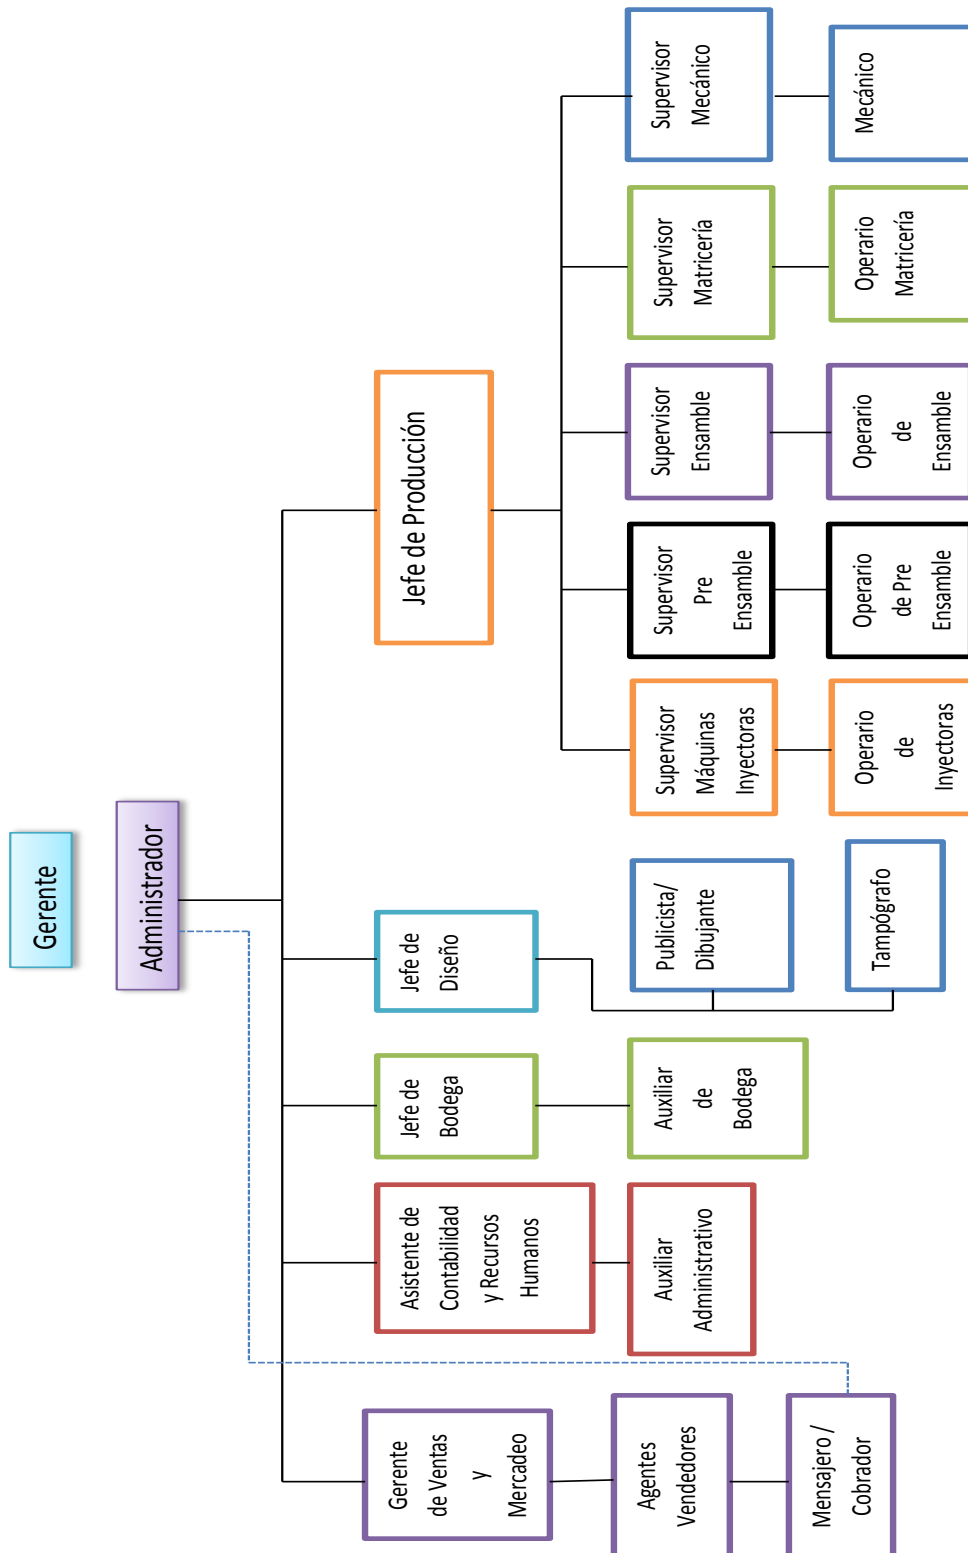 Gerente
Administrador
Gerente
de Ventas
y
Mercadeo
Asistente de
Contabilidad
y Recursos
Humanos
Jefe de
Bodega
Jefe de
Diseño
Jefe de Producción
Agentes
Vendedores
Auxiliar
Administrativo
Auxiliar
de
Bodega
Publicista/
Dibujante
Supervisor
Máquinas
Inyectoras
Supervisor
Pre
Ensamble
Supervisor
Ensamble
Supervisor
Matricería
Supervisor
Mecánico
Mensajero /
Cobrador
Tampógrafo
Operario
de
Inyectoras
Operario
de Pre
Ensamble
Operario
de
Ensamble
Operario
Matricería
Mecánico